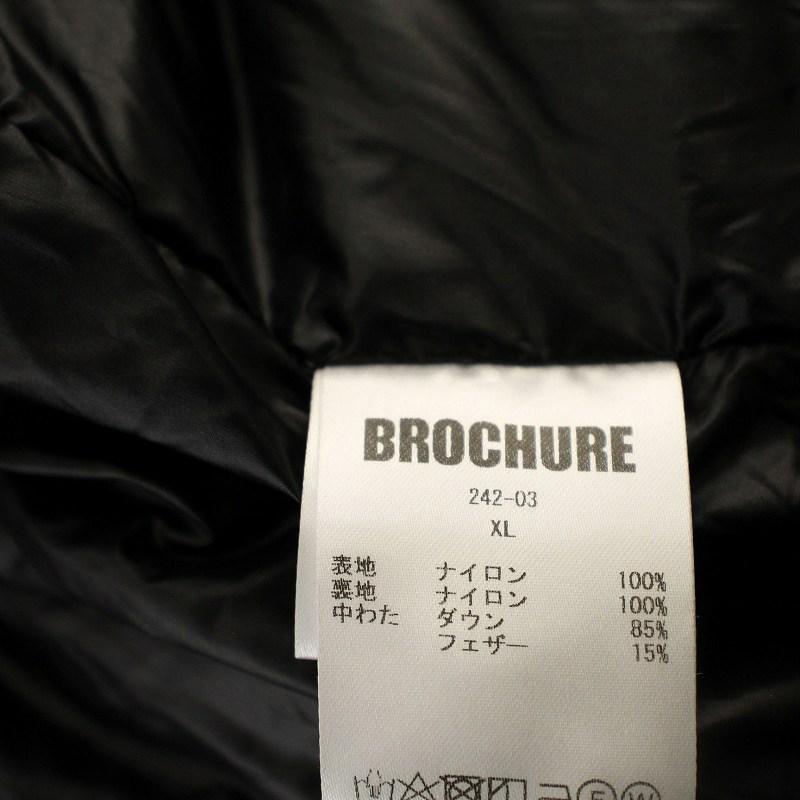 BROCHURE
242-03
XL
表地 ナイロン 100%
裏地 ナイロン 100%
中わた ダウン 85%
フェザー 15%
F W